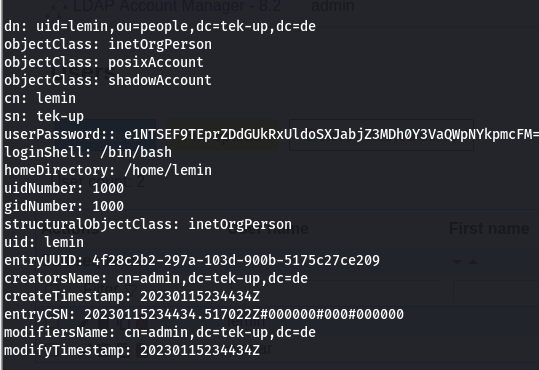 LDAP Account Manager - 8.2 admin
dn: uid=lemin,ou=people,dc=tek-up,dc=de
objectClass: inetOrgPerson
objectClass: posixAccount
objectClass: shadowAccount
cn: lemin
sn: tek-up
userPassword:: e1NTSEF9TEprZDdGUkRxUldoSXJabjZ3MDh0Y3VaQWpNYkpmcFM=
loginShell: /bin/bash
homeDirectory: /home/lemin
uidNumber: 1000
gidNumber: 1000
structuralObjectClass: inetOrgPerson
uid: lemin
First name
entryUUID: 4f28c2b2-297a-103d-900b-5175c27ce209
creatorsName: cn=admin,dc=tek-up,dc=de
createTimestamp: 20230115234434Z
entryCSN: 20230115234434.517022Z#000000#000#000000
modifiersName: cn=admin,dc=tek-up,dc=de
modifyTimestamp: 20230115234434Z